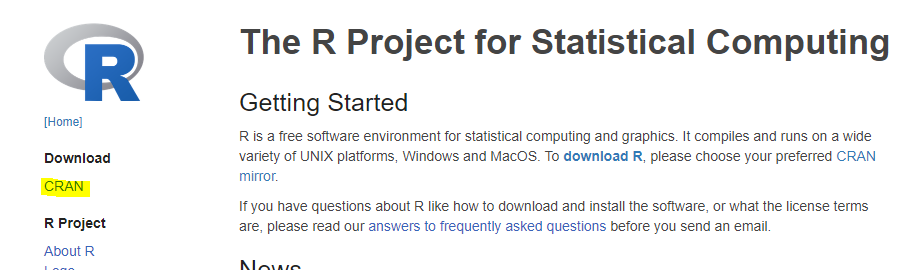 R
The R Project for Statistical Computing
[Home]
Download
CRAN
R Project
About R
Logo
Getting Started
R is a free software environment for statistical computing and graphics. It compiles and runs on a wide
variety of UNIX platforms, Windows and MacOS. To download R, please choose your preferred CRAN
mirror.
If you have questions about R like how to download and install the software, or what the license terms
are, please read our answers to frequently asked questions before you send an email.
News